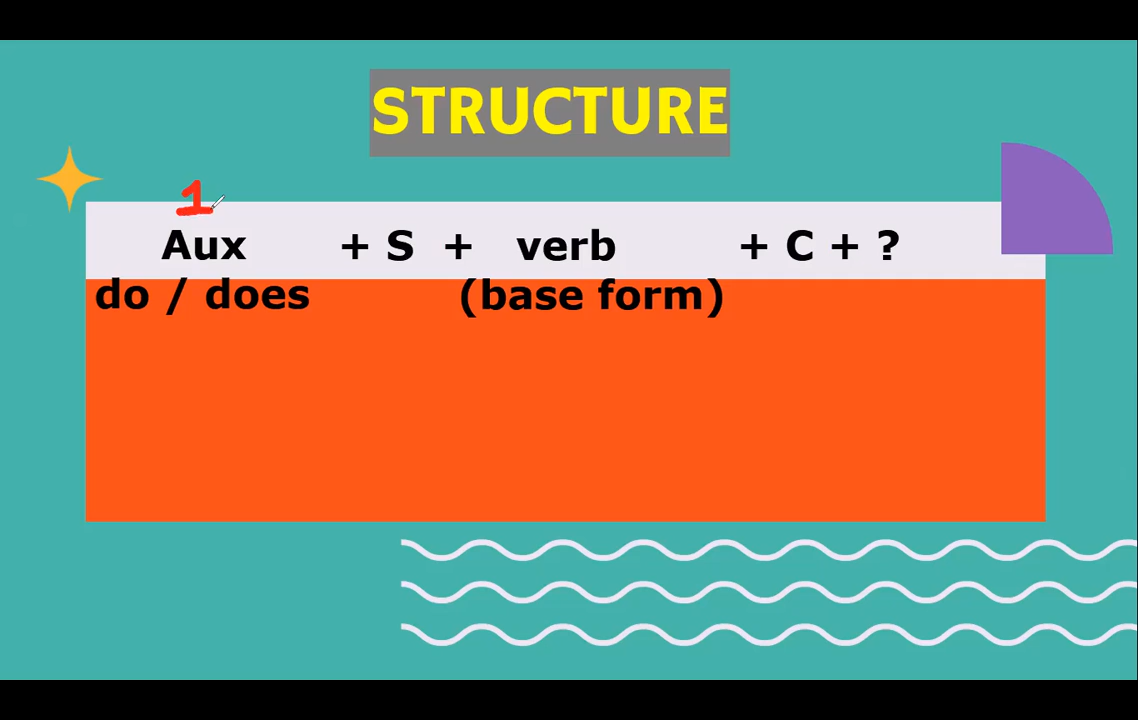 STRUCTURE
1
Aux + S + verb + C + ?
do / does (base form)